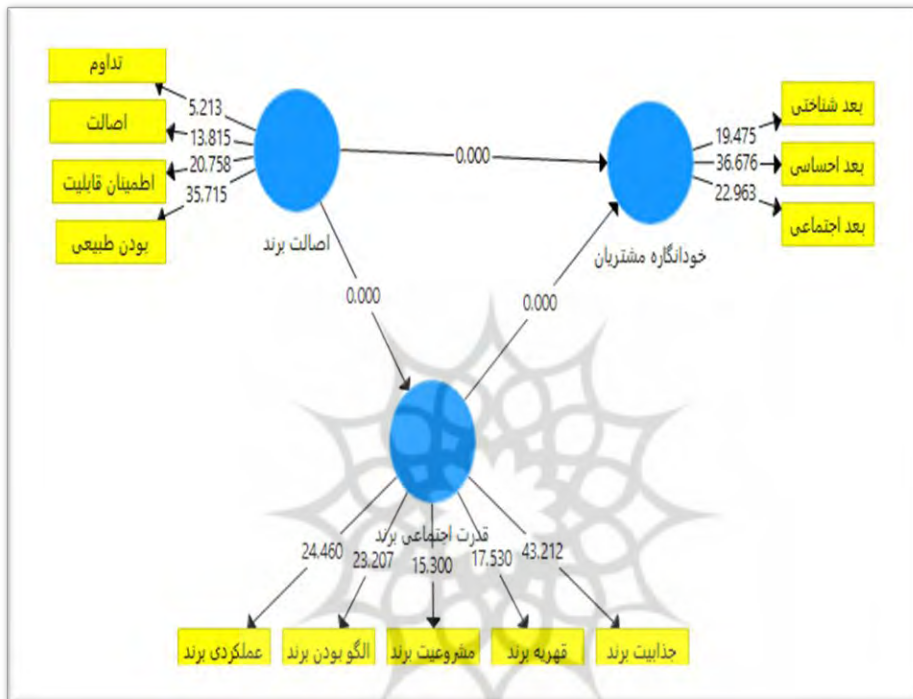 تداوم
5.213
اصالت
13.815
اطمینان قابلیت
20.758
بودن طبیعی
35.715
اصالت برند
0.000
بعد شناختی
19.475
بعد احساسی
36.676
بعد اجتماعی
22.963
خودانگاره مشتریان
0.000
0.000
قدرت اجتماعی برند
24.460
23.207
15.300
17.530
43.212
عملکردی برند
الگو بودن برند
مشروعیت برند
قهریه برند
جذابیت برند